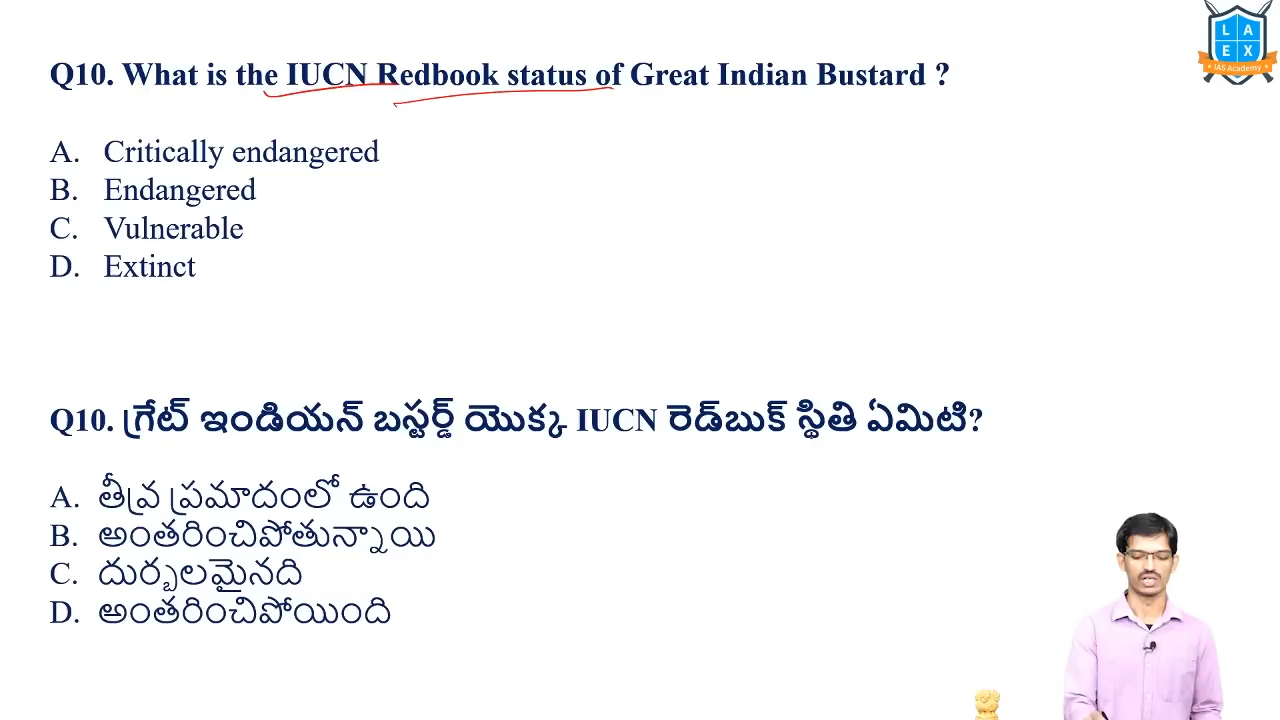 L A
E X
IAS Academy
Q10. What is the IUCN Redbook status of Great Indian Bustard ?
A. Critically endangered
B. Endangered
C. Vulnerable
D. Extinct
Q10. గ్రేట్ ఇండియన్ బస్టర్డ్ యొక్క IUCN రెడ్‌బుక్ స్థితి ఏమిటి?
A. తీవ్ర ప్రమాదంలో ఉంది
B. అంతరించిపోతున్నాయి
C. దుర్బలమైనది
D. అంతరించిపోయింది